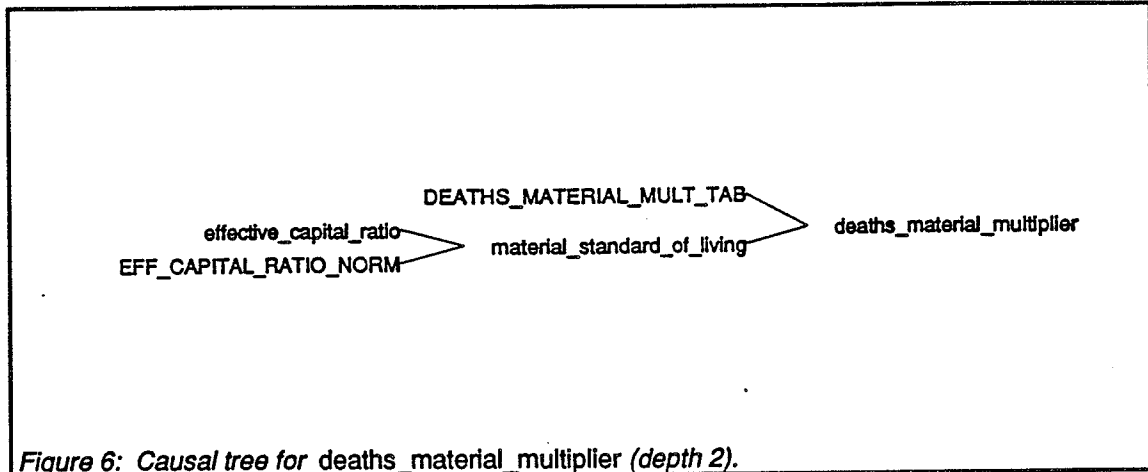 DEATHS_MATERIAL_MULT_TAB
effective_capital_ratio
material_standard_of_living
deaths_material_multiplier
EFF_CAPITAL_RATIO_NORM
Figure 6: Causal tree for deaths_material_multiplier (depth 2).